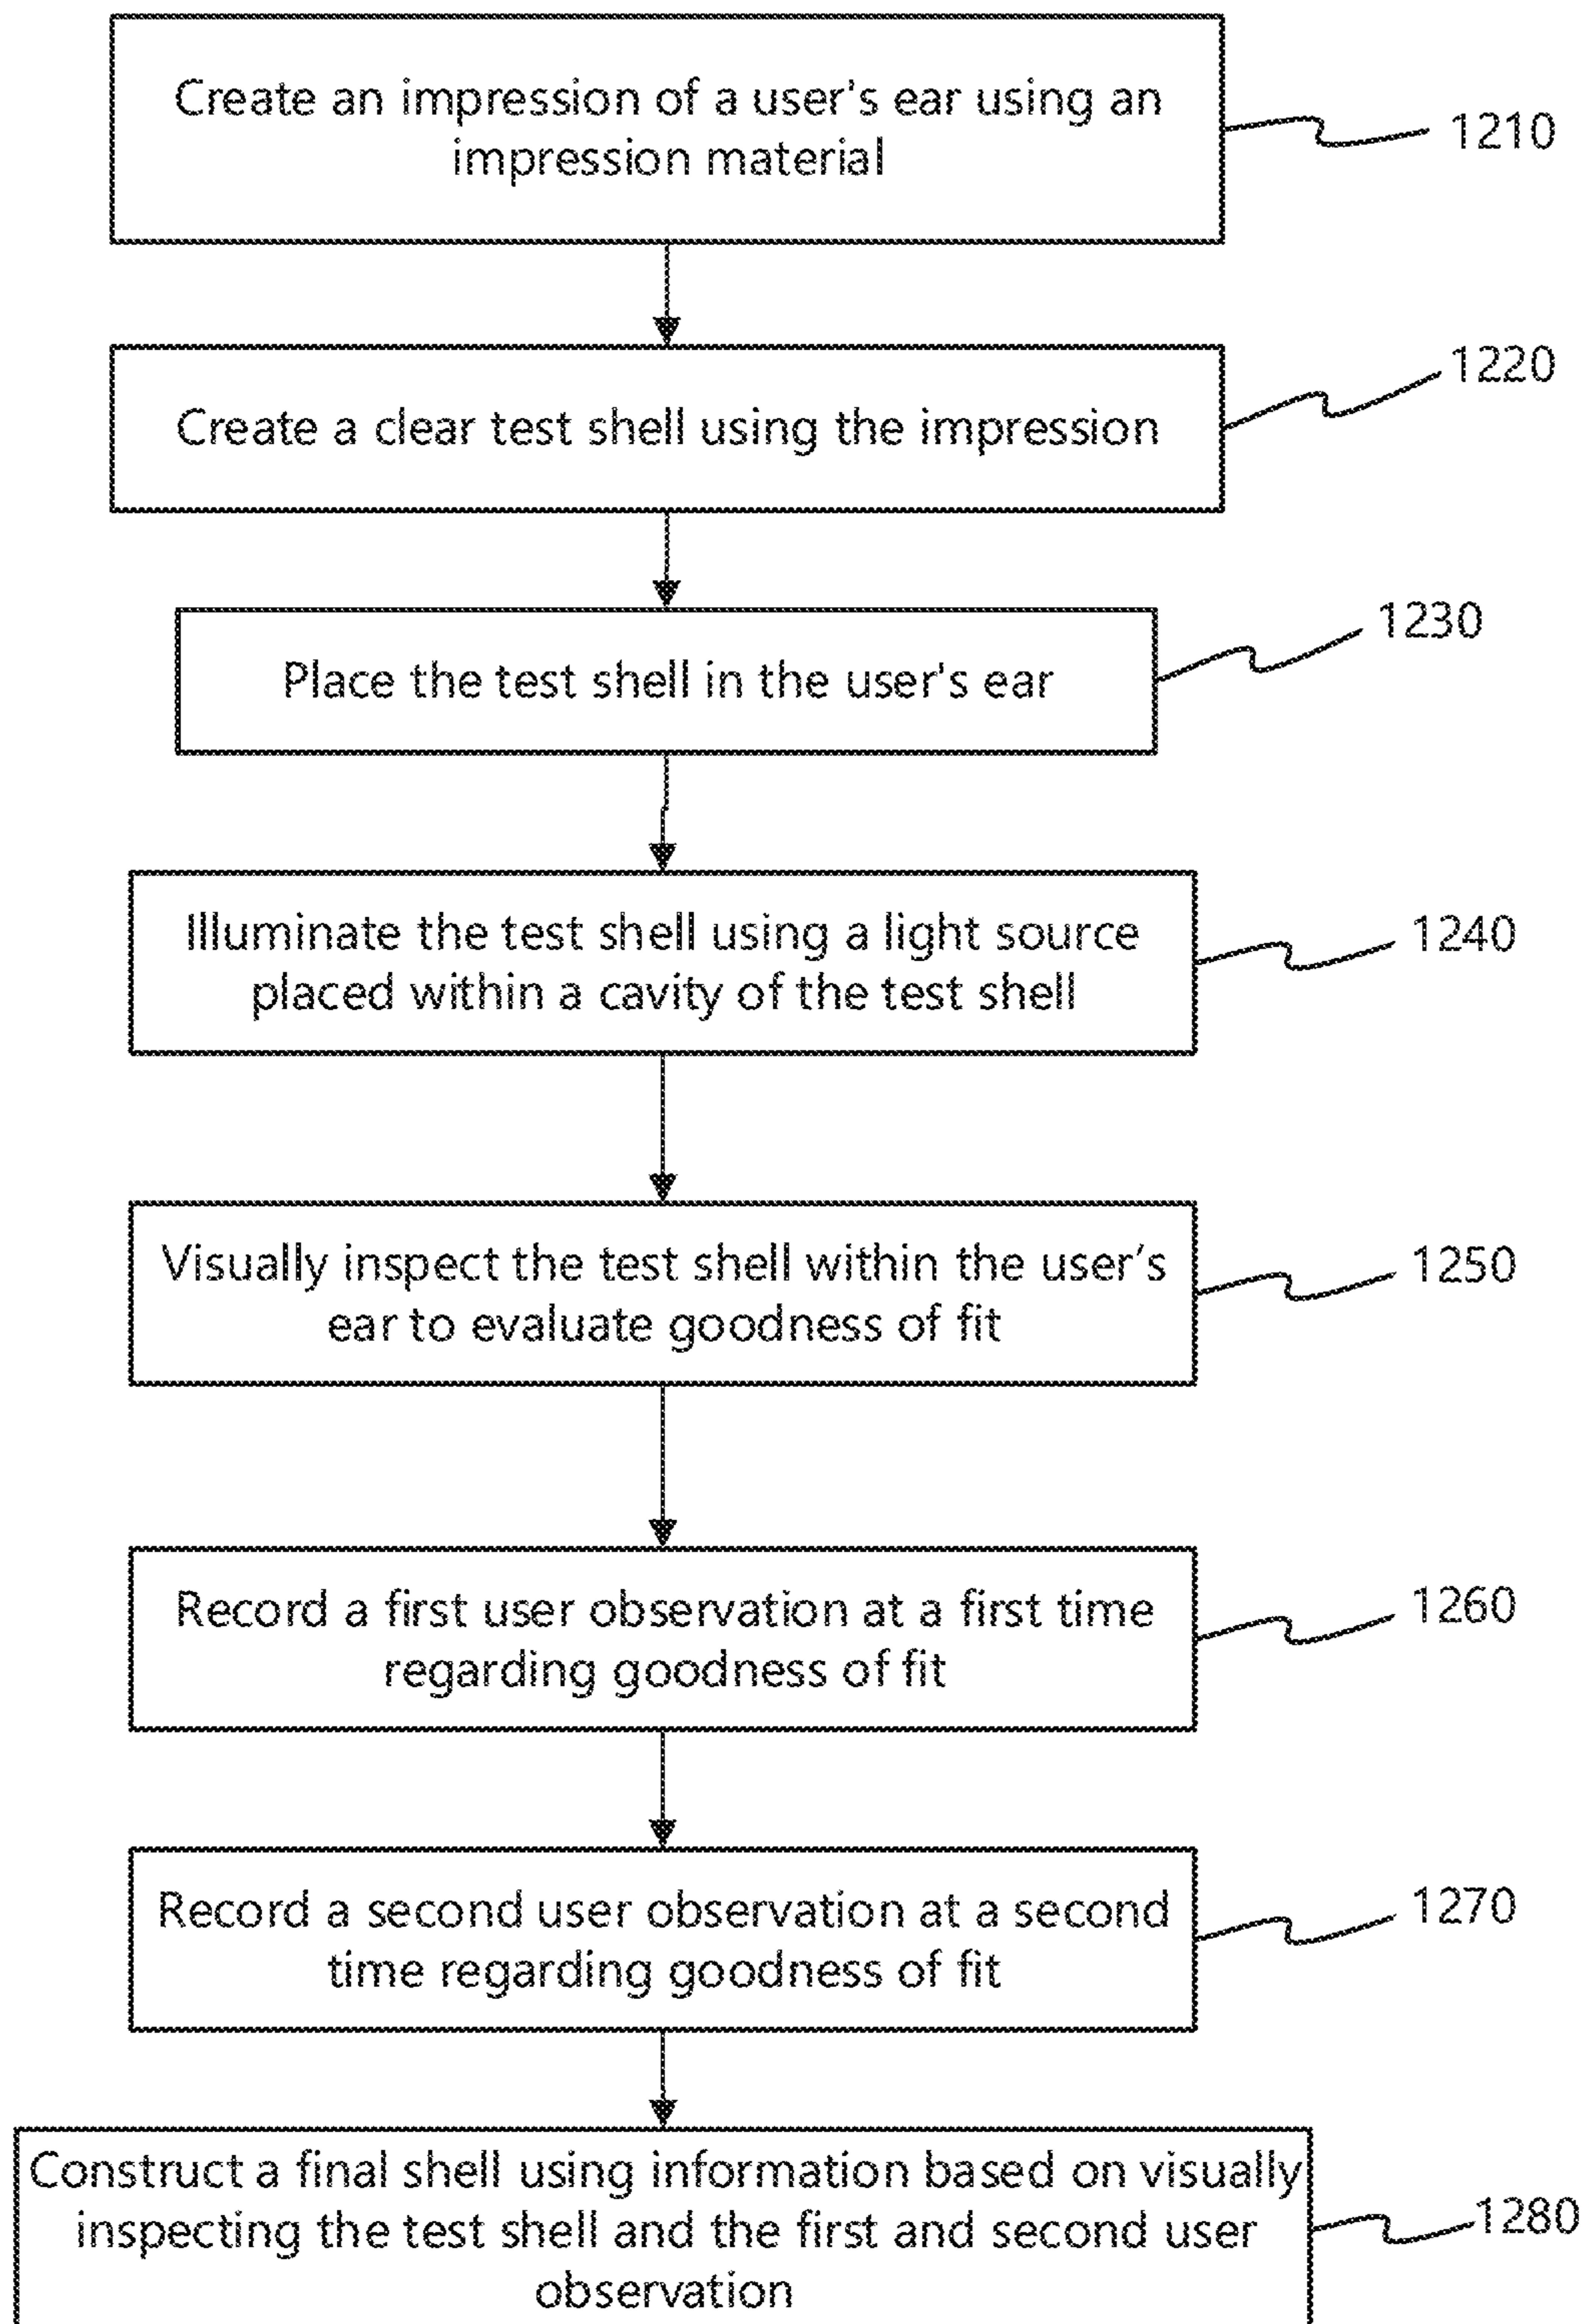 Create an impression of a user's ear using an
impression material
1210
Create a clear test shell using the impression
1220
Place the test shell in the user's ear
1230
Illuminate the test shell using a light source
placed within a cavity of the test shell
1240
Visually inspect the test shell within the user’s
ear to evaluate goodness of fit
1250
Record a first user observation at a first time
regarding goodness of fit
1260
Record a second user observation at a second
time regarding goodness of fit
1270
Construct a final shell using information based on visually
inspecting the test shell and the first and second user
observation
1280